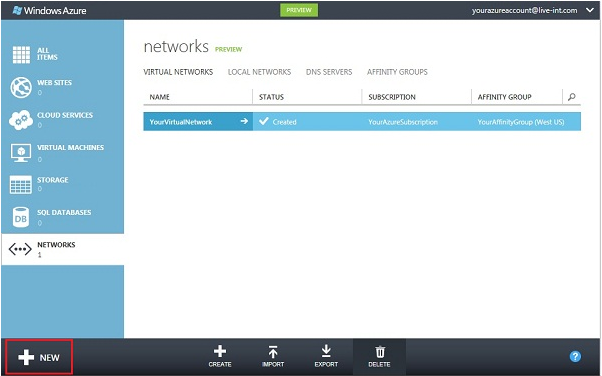 Windows Azure
PREVIEW
yourazureaccount@live-int.com
ALL
ITEMS
WEB SITES
0
CLOUD SERVICES
0
VIRTUAL MACHINES
0
STORAGE
0
DB
SQL DATABASES
0
NETWORKS
1
networks PREVIEW
VIRTUAL NETWORKS LOCAL NETWORKS DNS SERVERS AFFINITY GROUPS
NAME STATUS SUBSCRIPTION AFFINITY GROUP
YourVirtualNetwork Created YourAzureSubscription YourAffinityGroup (West US)
NEW
CREATE IMPORT EXPORT DELETE
?